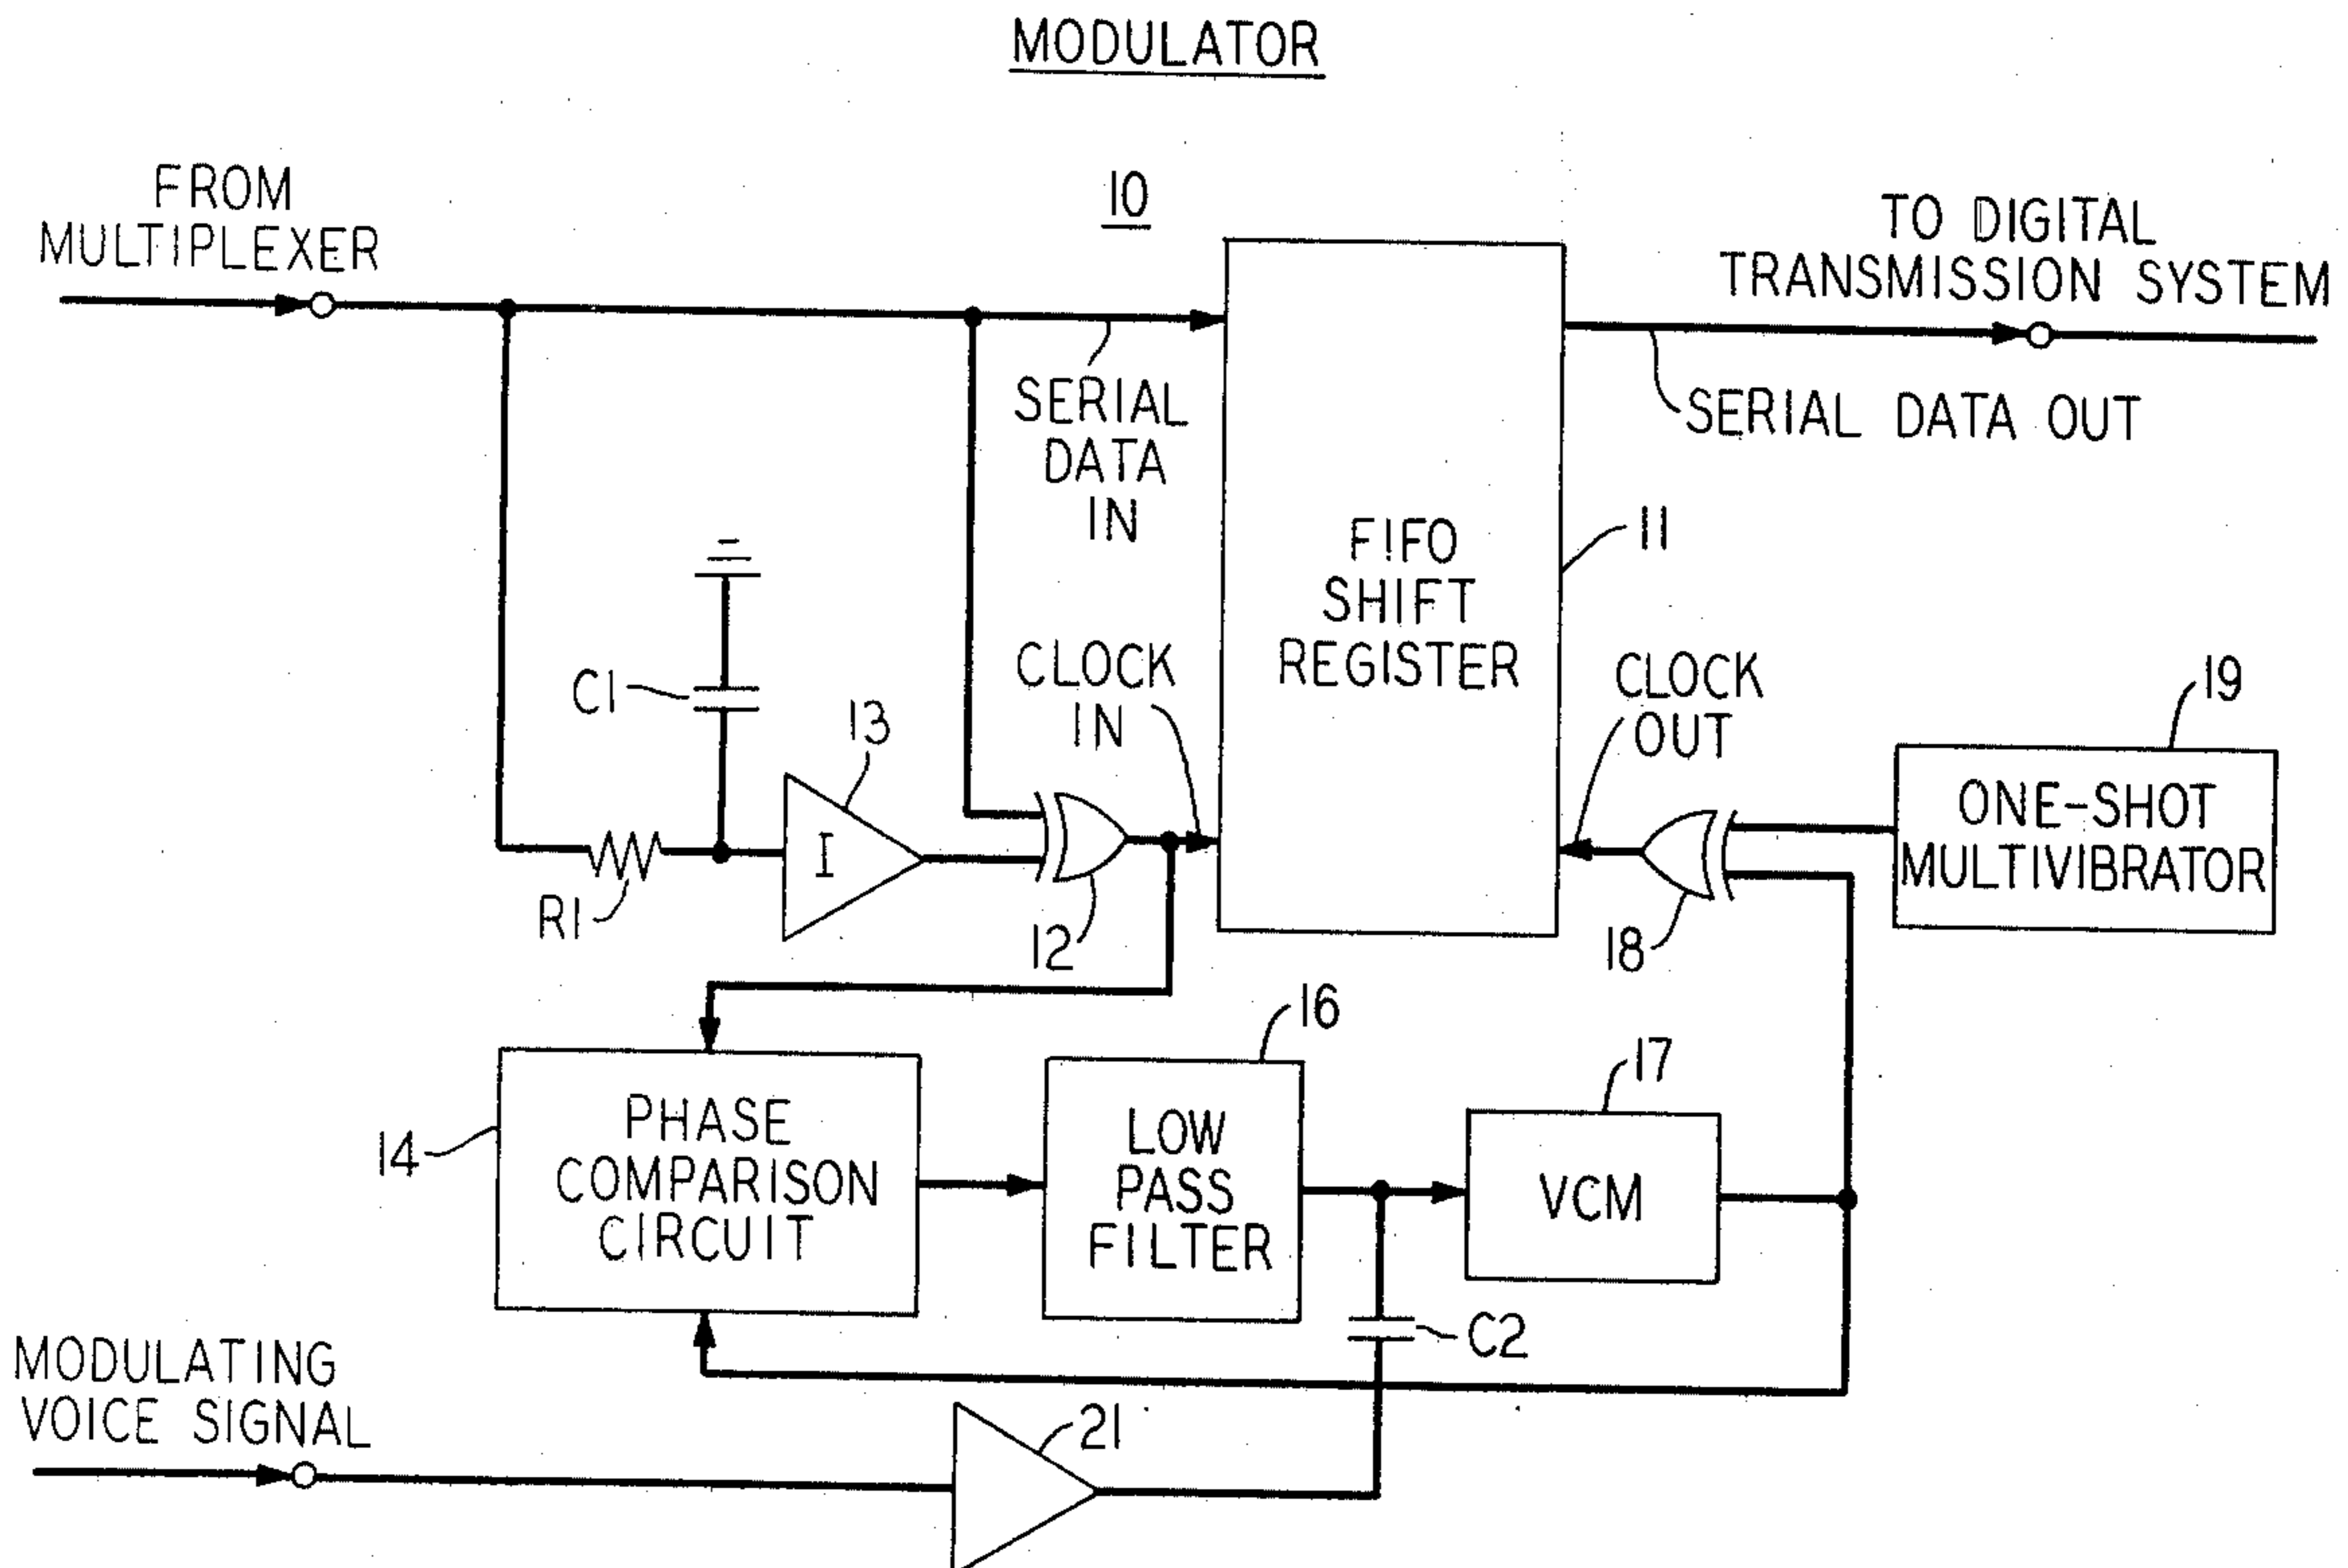 MODULATOR
FROM
MULTIPLEXER
10
TO DIGITAL
TRANSMISSION SYSTEM
SERIAL
DATA
IN
SERIAL DATA OUT
FIFO
SHIFT
REGISTER
11
C1
13
CLOCK
IN
CLOCK
OUT
19
ONE-SHOT
MULTIVIBRATOR
I
R1
12
18
16
17
14
PHASE
COMPARISON
CIRCUIT
LOW
PASS
FILTER
VCM
C2
MODULATING
VOICE SIGNAL
21